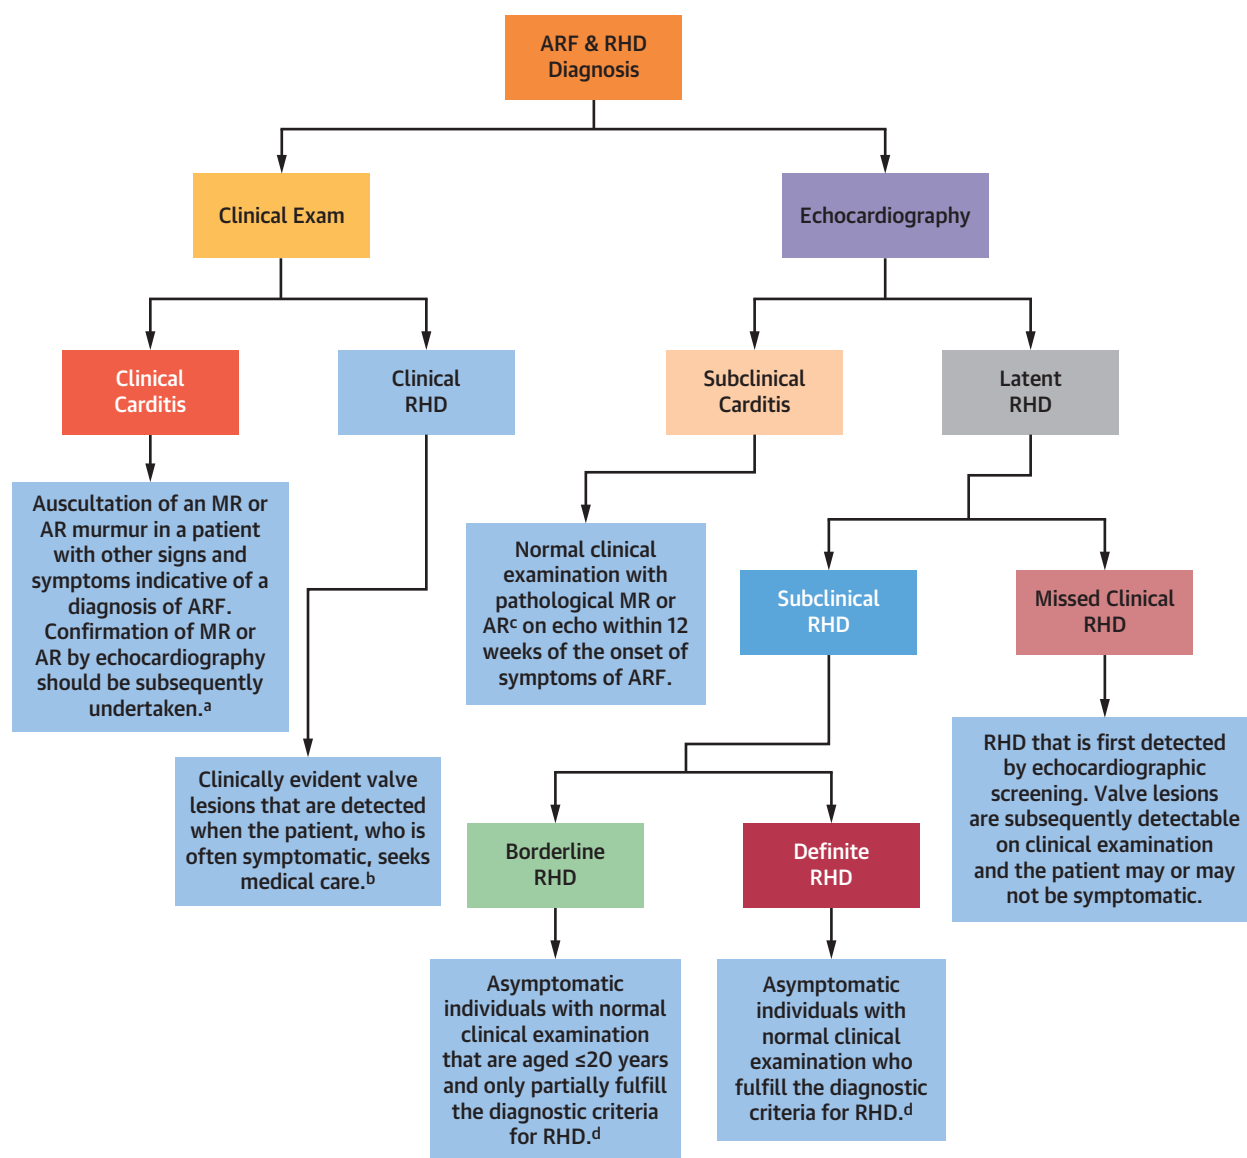 ARF & RHD
Diagnosis
Clinical Exam
Echocardiography
Clinical
Carditis
Clinical
RHD
Subclinical
Carditis
Latent
RHD
Auscultation of an MR or
AR murmur in a patient
with other signs and
symptoms indicative of a
diagnosis of ARF.
Confirmation of MR or
AR by echocardiography
should be subsequently
undertaken.ᵃ
Normal clinical
examination with
pathological MR or
ARᶜ on echo within 12
weeks of the onset of
symptoms of ARF.
Subclinical
RHD
Missed Clinical
RHD
Clinically evident valve
lesions that are detected
when the patient, who is
often symptomatic, seeks
medical care.ᵇ
RHD that is first detected
by echocardiographic
screening. Valve lesions
are subsequently detectable
on clinical examination
and the patient may or may
not be symptomatic.
Borderline
RHD
Definite
RHD
Asymptomatic
individuals with normal
clinical examination
that are aged ≤20 years
and only partially fulfill
the diagnostic criteria
for RHD.ᵈ
Asymptomatic
individuals with
normal clinical
examination who
fulfill the diagnostic
criteria for RHD.ᵈ